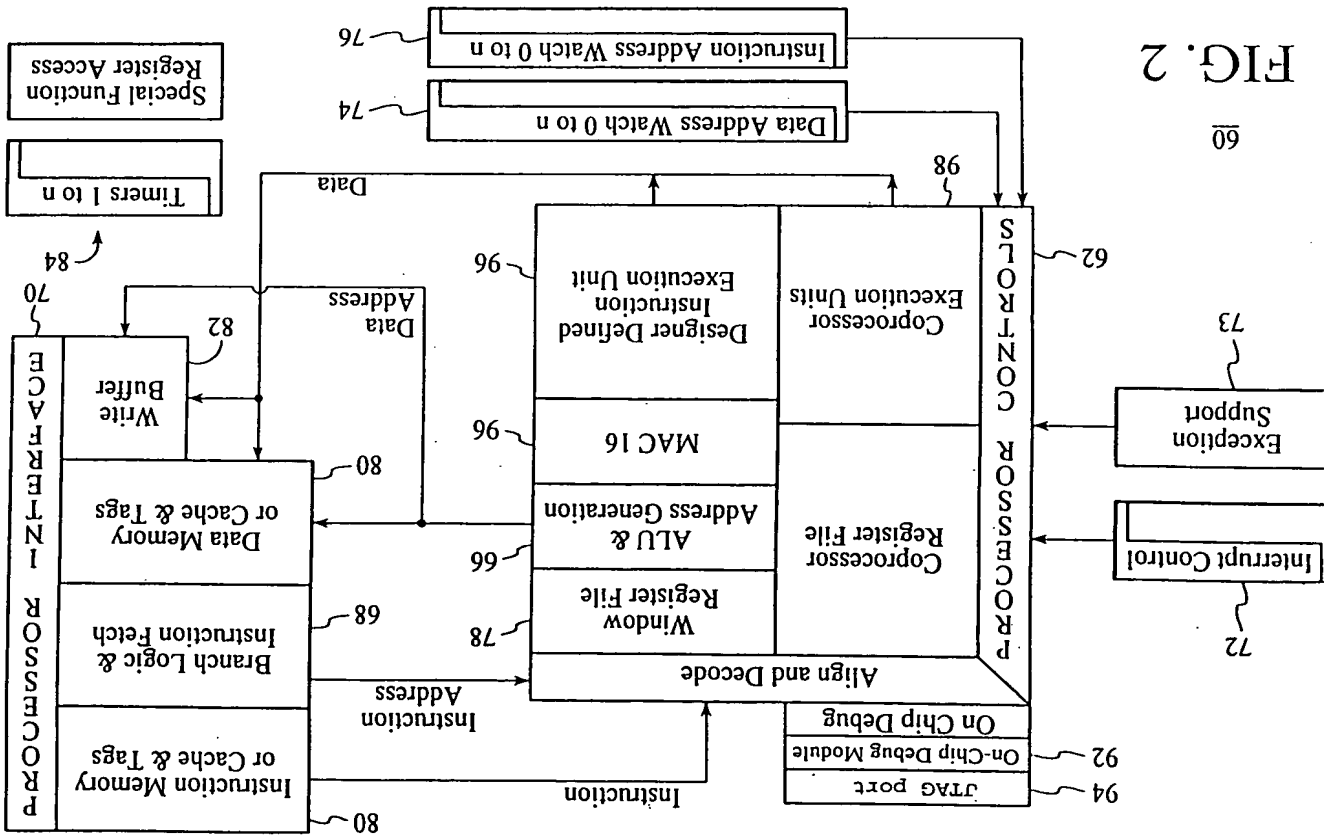 JTAG port
94
On-Chip Debug Module
92
On Chip Debug
Instruction
80
Instruction Memory
or Cache & Tags
Instruction
Address
Branch Logic &
Instruction Fetch
68
Align and Decode
72
Interrupt Control
73
Exception
Support
PROCESSOR CONTROLS
62
Coprocessor
Register File
Coprocessor
Execution Units
98
Window
Register File
78
ALU &
Address Generation
66
MAC 16
96
Designer Defined
Instruction
Execution Unit
96
Data Memory
or Cache & Tags
80
Write
Buffer
82
PROCESSOR INTERFACE
70
Data
Address
Data
84
Timers 1 to n
Special Function
Register Access
Data Address Watch 0 to n
74
Instruction Address Watch 0 to n
76
60
FIG. 2